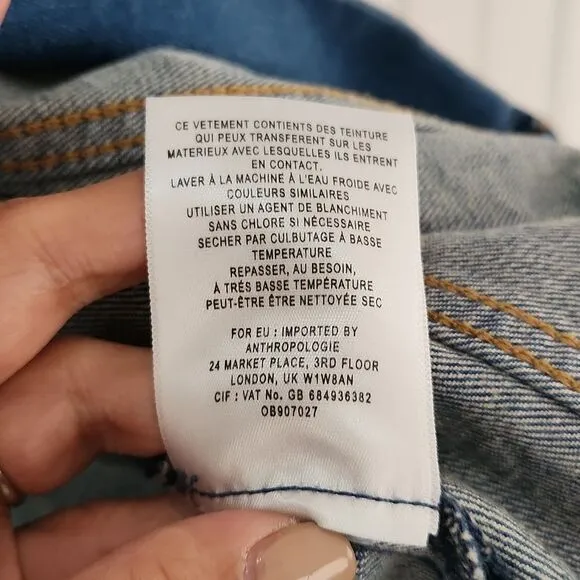 CE VETEMENT CONTIENTS DES TEINTURE
QUI PEUX TRANSFERENT SUR LES
MATERIEUX AVEC LESQUELLES ILS ENTRENT
EN CONTACT.
LAVER À LA MACHINE À L'EAU FROIDE AVEC
COULEURS SIMILAIRES
UTILISER UN AGENT DE BLANCHIMENT
SANS CHLORE SI NÉCESSAIRE
SECHER PAR CULBUTAGE À BASSE
TEMPERATURE
REPASSER, AU BESOIN,
À TRÈS BASSE TEMPÉRATURE
PEUT-ÊTRE ÊTRE NETTOYÉE SEC
FOR EU : IMPORTED BY
ANTHROPOLOGIE
24 MARKET PLACE, 3RD FLOOR
LONDON, UK W1W8AN
CIF : VAT No. GB 684936382
OB907027